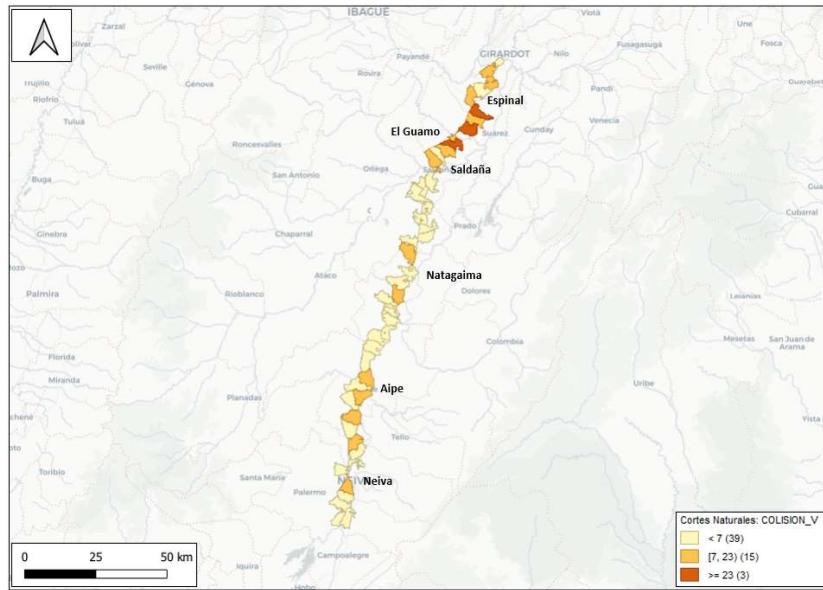 IBAGUÉ
Viotá
Une
Zarzal
Payandé
GIRARDOT
Nilo
Fusagasugá
Fosca
Seville
Rovira
Trujillo
Génova
Pandi
Riofrío
Espinal
Venecia
Tuluá
El Guamo
Suárez
Cunday
Roncesvalles
Ortega
Saldaña
Buga
San Antonio
Cubarral
Ginebra
Chaparral
Prado
Ataco
Natagaima
Palmira
Rioblanco
Dolores
Lejanías
Colombia
Mesetas
San Juan de
Arama
Florida
Miranda
Planadas
Aipe
Uribe
Tello
Toribío
Santa María
Neiva
Palermo
Campoalegre
Iquira
Hobo
0 25 50 km
Cortes Naturales: COLISION_V
< 7 (39)
[7, 23) (15)
>= 23 (3)